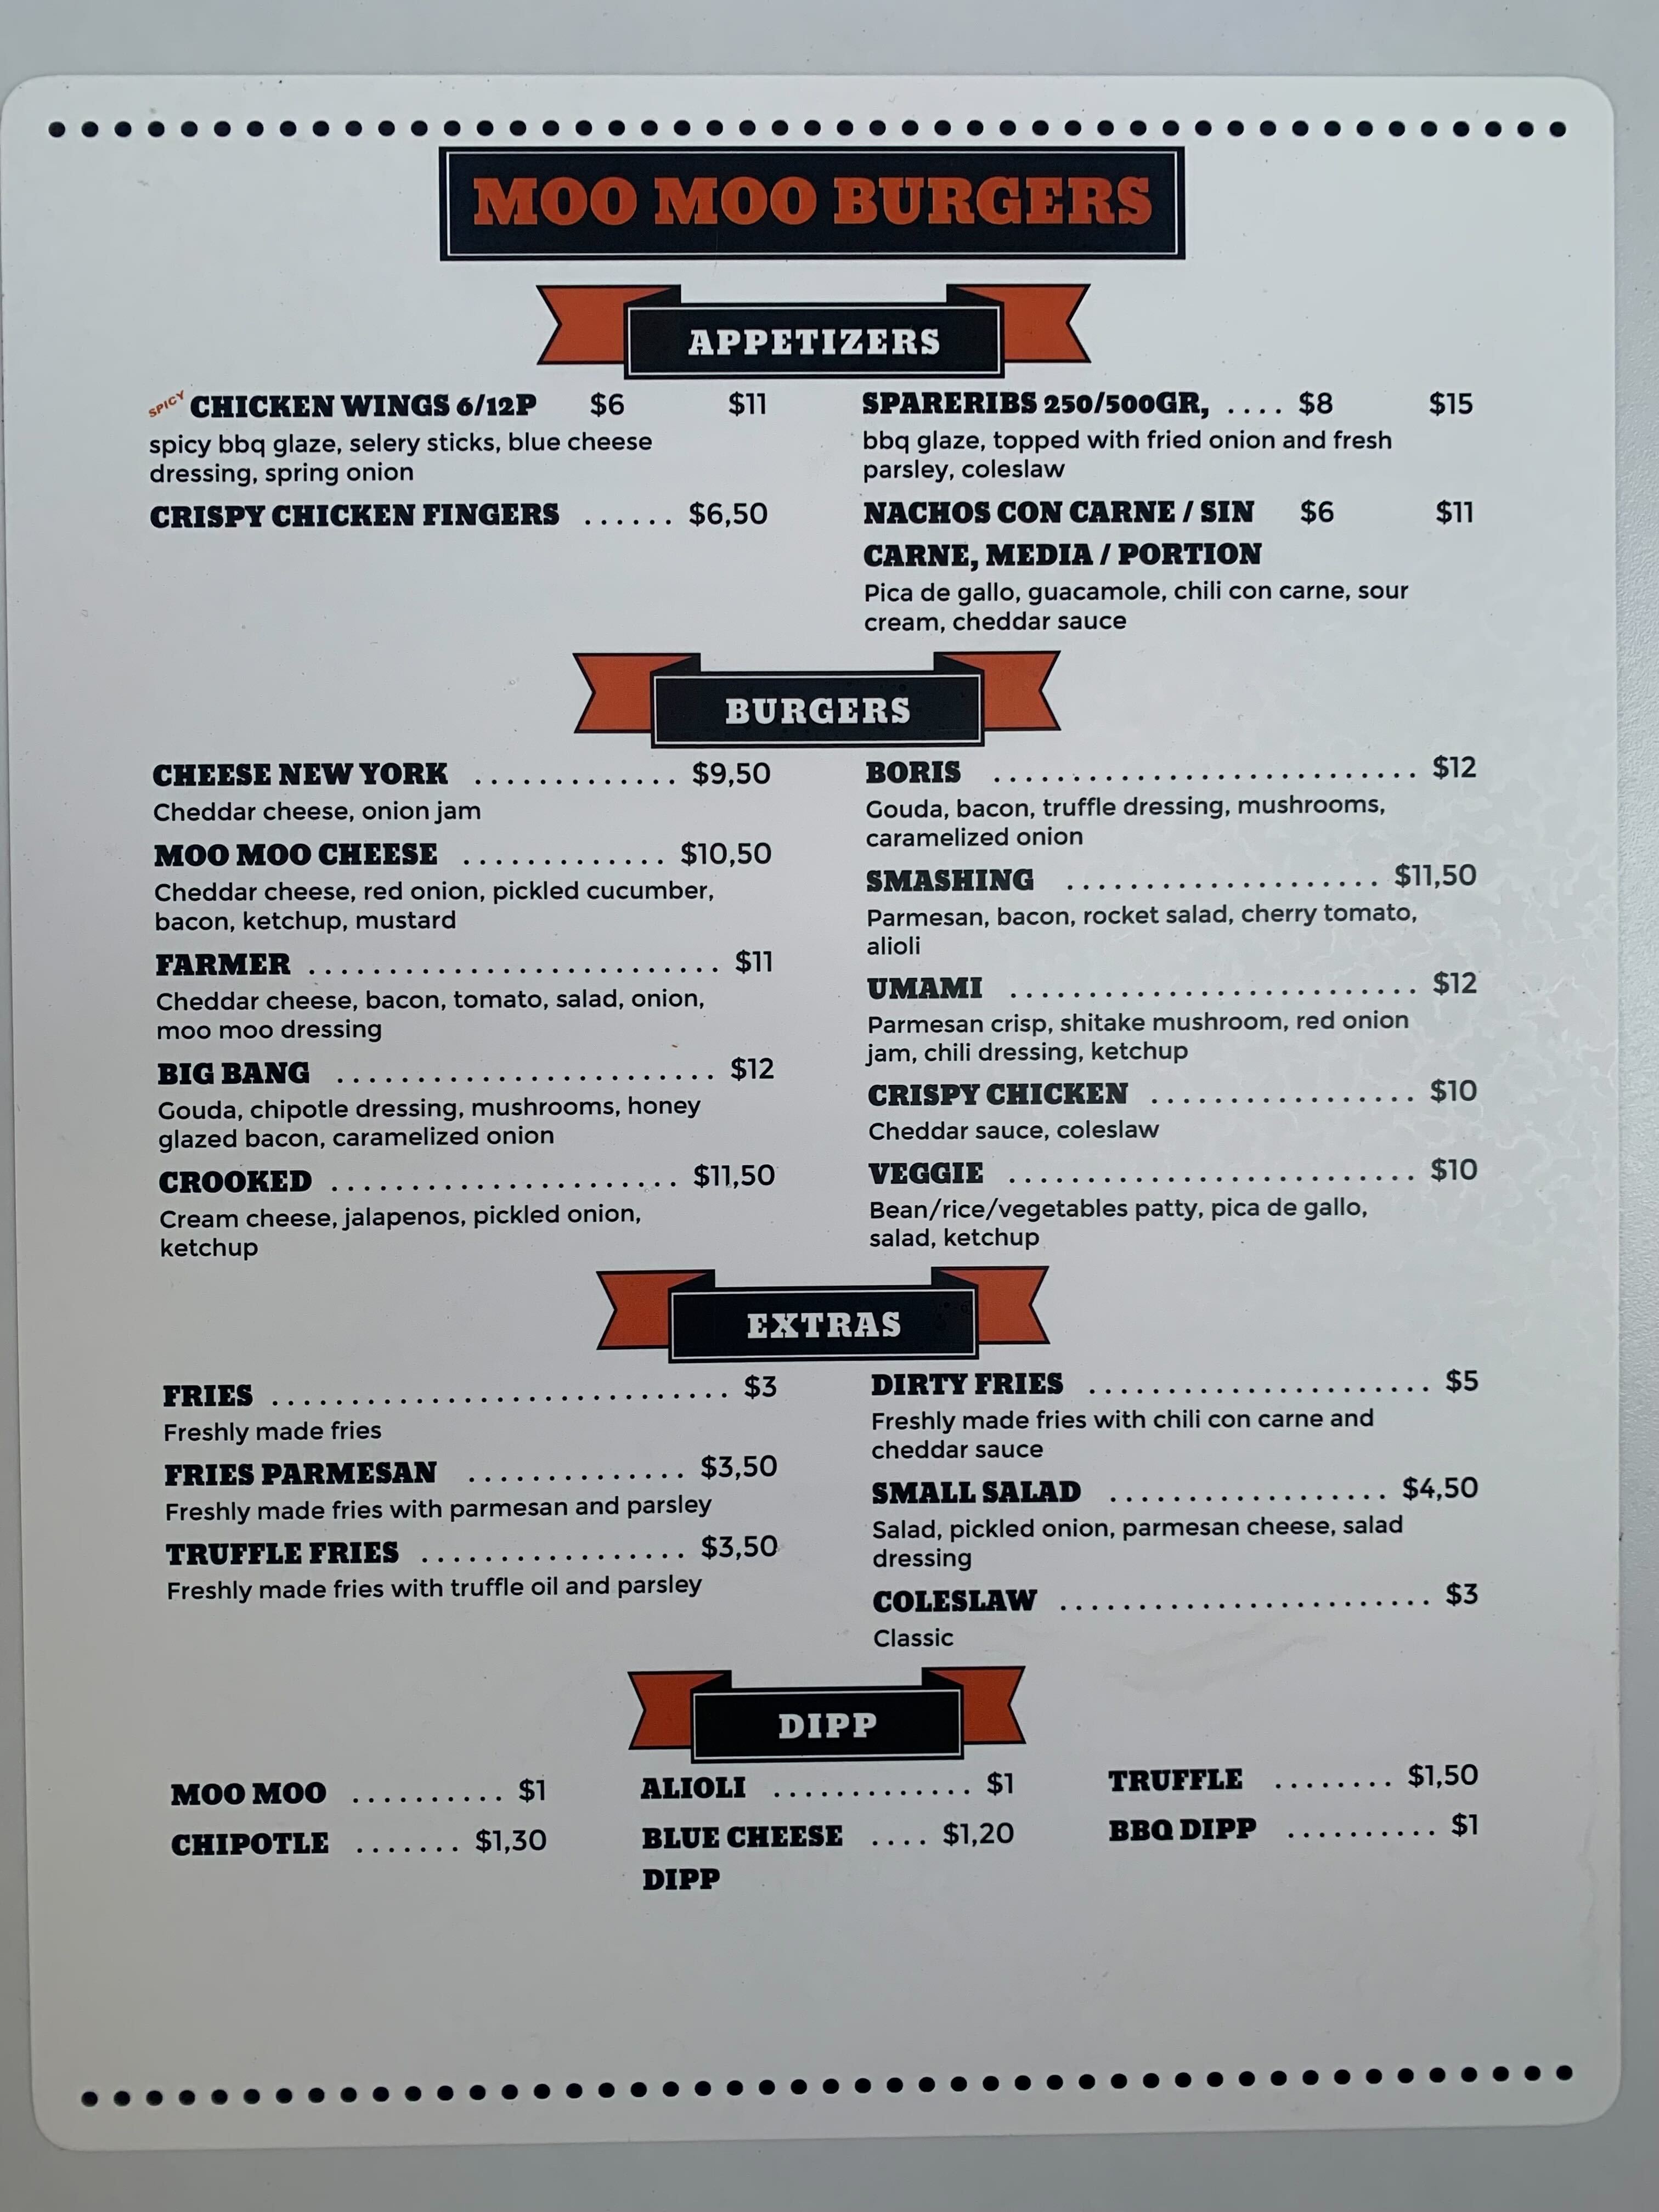 MOO MOO BURGERS
APPETIZERS
SPICY CHICKEN WINGS 6/12P $6 $11
spicy bbq glaze, selery sticks, blue cheese
dressing, spring onion
CRISPY CHICKEN FINGERS ...... $6,50
SPARERIBS 250/500GR, .... $8 $15
bbq glaze, topped with fried onion and fresh
parsley, coleslaw
NACHOS CON CARNE / SIN $6 $11
CARNE, MEDIA / PORTION
Pica de gallo, guacamole, chili con carne, sour
cream, cheddar sauce
BURGERS
CHEESE NEW YORK ............. $9,50
Cheddar cheese, onion jam
MOO MOO CHEESE ............. $10,50
Cheddar cheese, red onion, pickled cucumber,
bacon, ketchup, mustard
FARMER .......................... $11
Cheddar cheese, bacon, tomato, salad, onion,
moo moo dressing
BIG BANG ........................ $12
Gouda, chipotle dressing, mushrooms, honey
glazed bacon, caramelized onion
CROOKED ...................... $11,50
Cream cheese, jalapenos, pickled onion,
ketchup
BORIS ........................... $12
Gouda, bacon, truffle dressing, mushrooms,
caramelized onion
SMASHING .................... $11,50
Parmesan, bacon, rocket salad, cherry tomato,
alioli
UMAMI .......................... $12
Parmesan crisp, shitake mushroom, red onion
jam, chili dressing, ketchup
CRISPY CHICKEN ................. $10
Cheddar sauce, coleslaw
VEGGIE .......................... $10
Bean/rice/vegetables patty, pica de gallo,
salad, ketchup
EXTRAS
FRIES ............................. $3
Freshly made fries
FRIES PARMESAN .............. $3,50
Freshly made fries with parmesan and parsley
TRUFFLE FRIES ................. $3,50
Freshly made fries with truffle oil and parsley
DIRTY FRIES ...................... $5
Freshly made fries with chili con carne and
cheddar sauce
SMALL SALAD .................. $4,50
Salad, pickled onion, parmesan cheese, salad
dressing
COLESLAW ........................ $3
Classic
DIPP
MOO MOO .......... $1
CHIPOTLE ....... $1,30
ALIOLI ............. $1
BLUE CHEESE .... $1,20
DIPP
TRUFFLE ........ $1,50
BBQ DIPP .......... $1